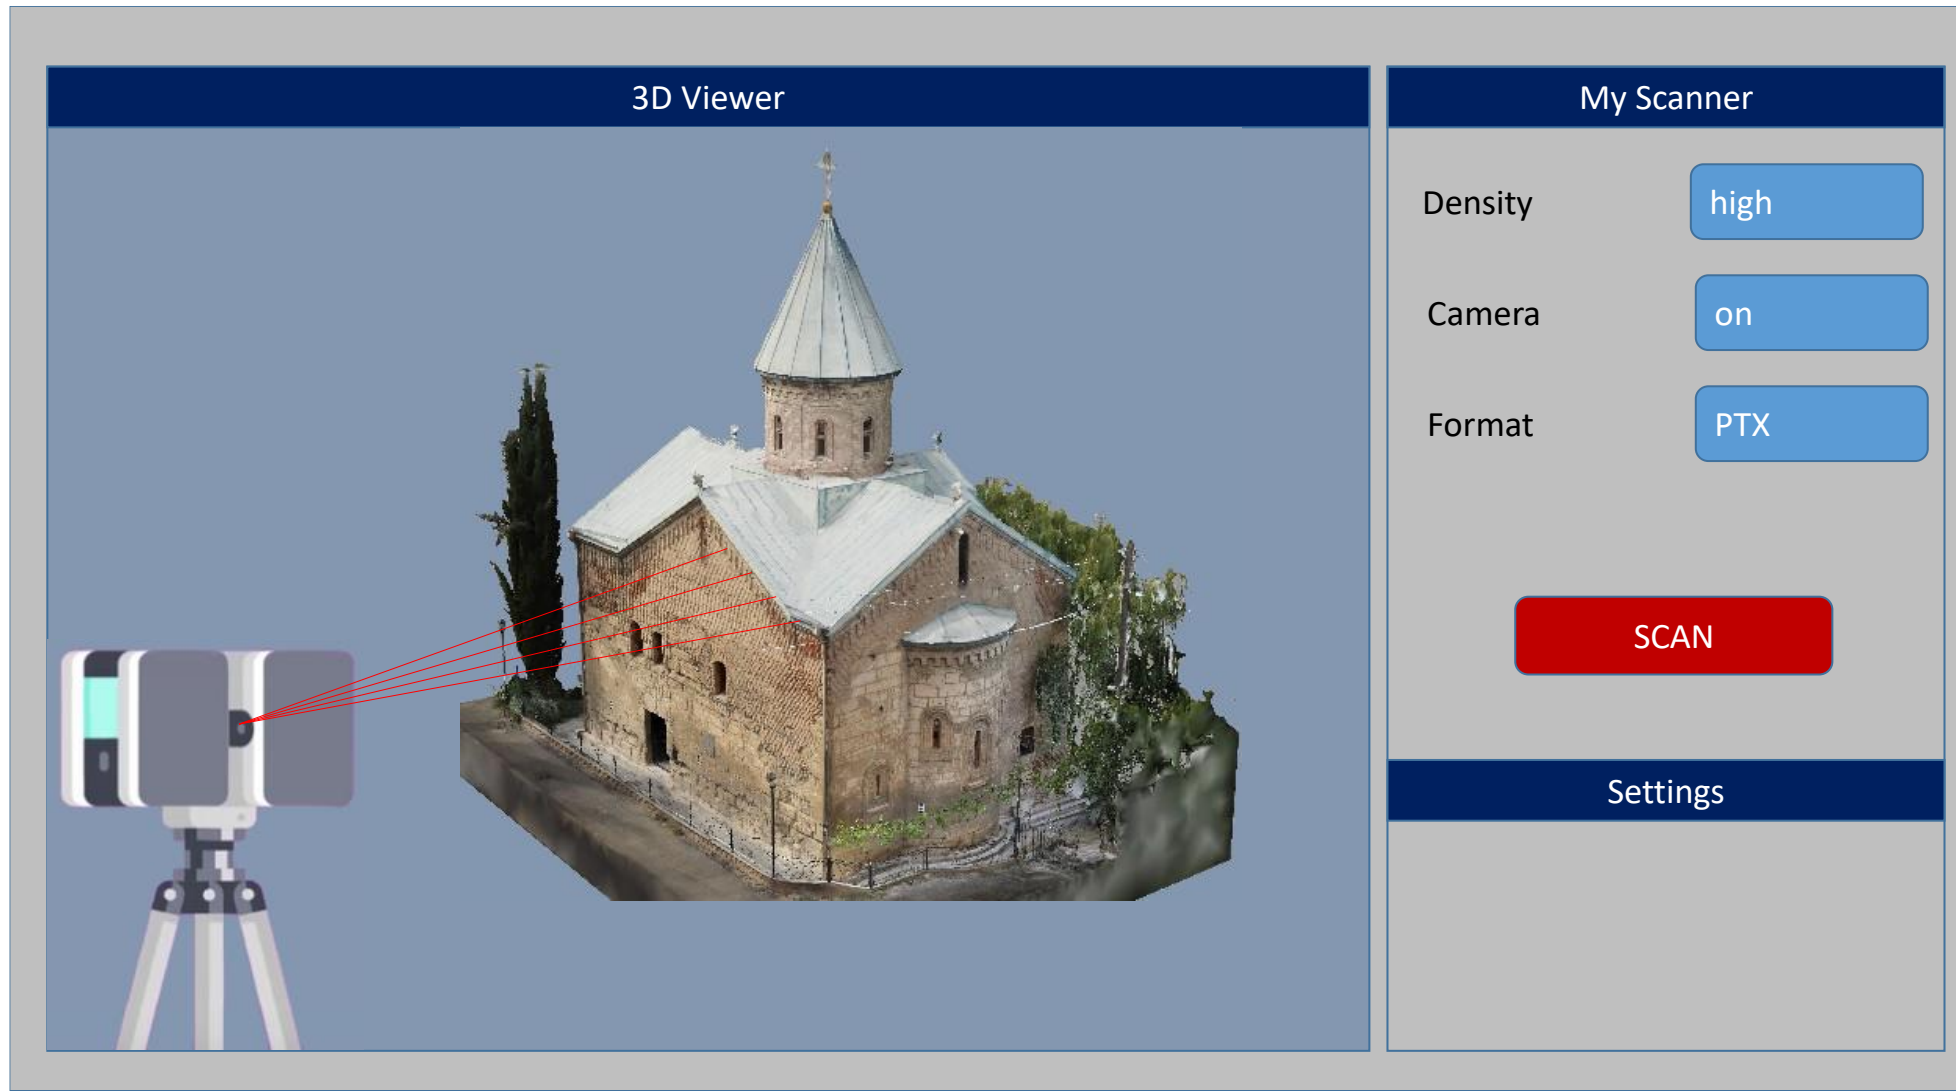 3D Viewer
My Scanner
Density
high
Camera
on
Format
PTX
SCAN
Settings